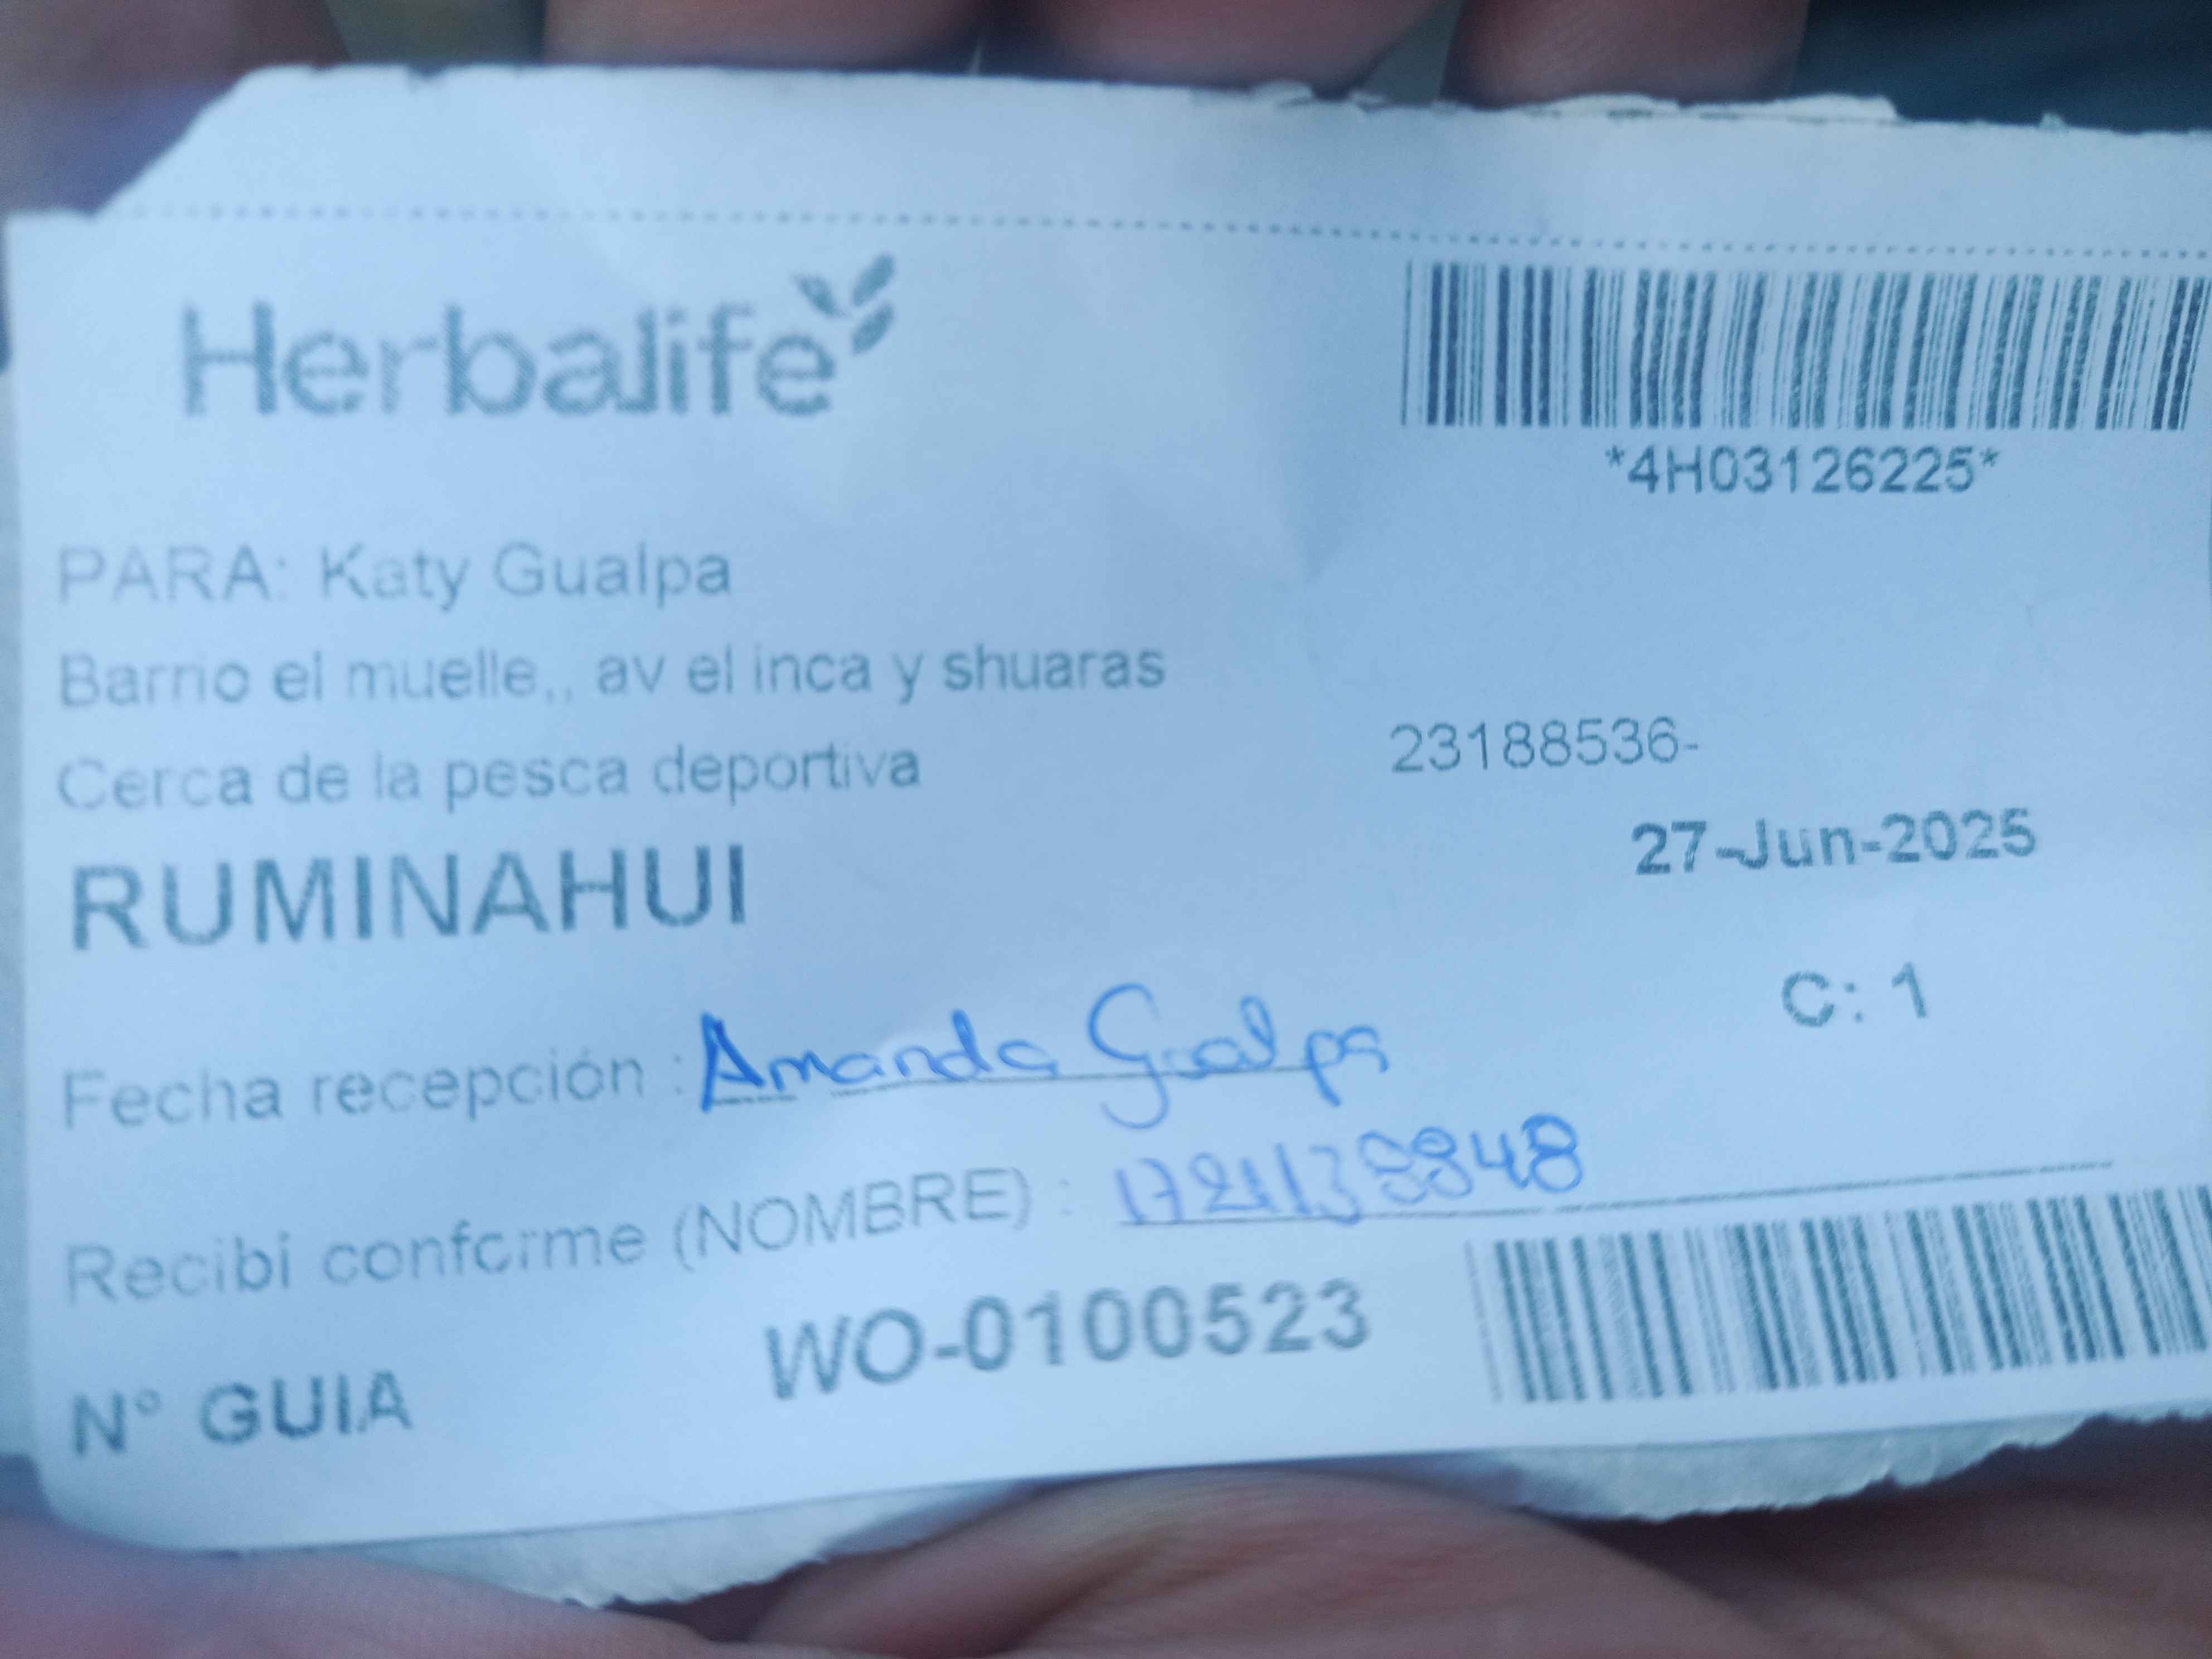 Herbalife
*4H03126225*
PARA: Katy Gualpa
Barrio el muelle,, av el inca y shuaras
Cerca de la pesca deportiva
23188536-
RUMINAHUI
27-Jun-2025
C: 1
Fecha recepción : Amanda Gualpa
Recibí conforme (NOMBRE) :
N° GUIA WO-0100523